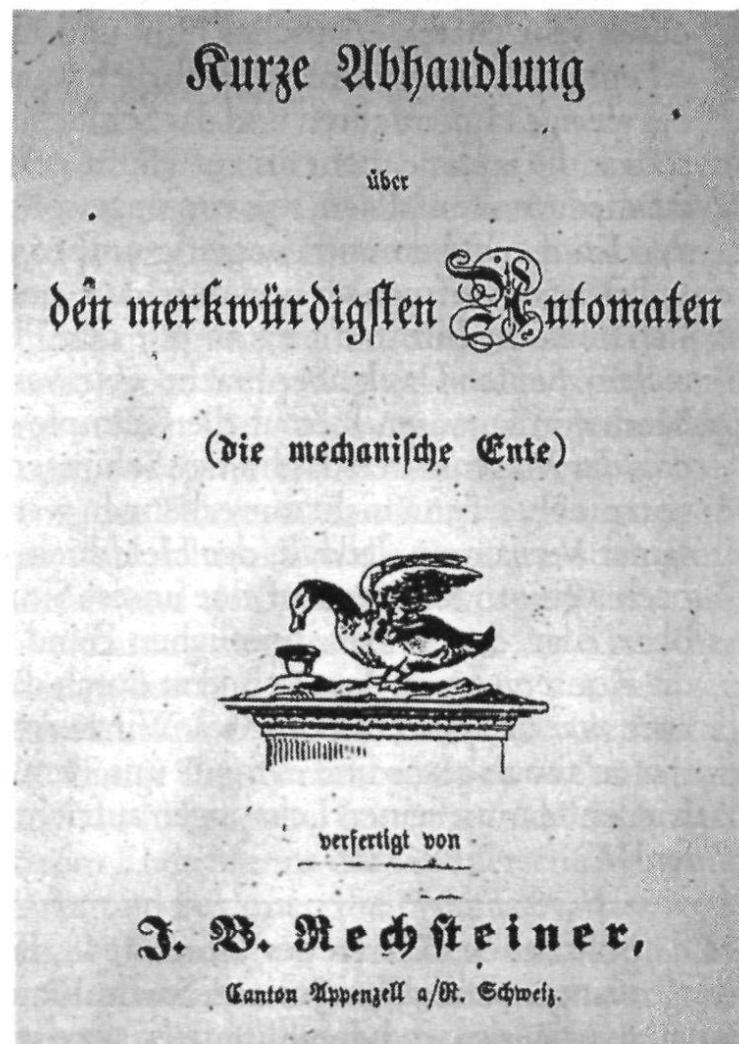 Kurze Abhandlung
über
den merkwürdigsten Automaten
(die mechanische Ente)
verfertigt von
J. B. Rechsteiner,
Canton Appenzell a/R. Schweiz.